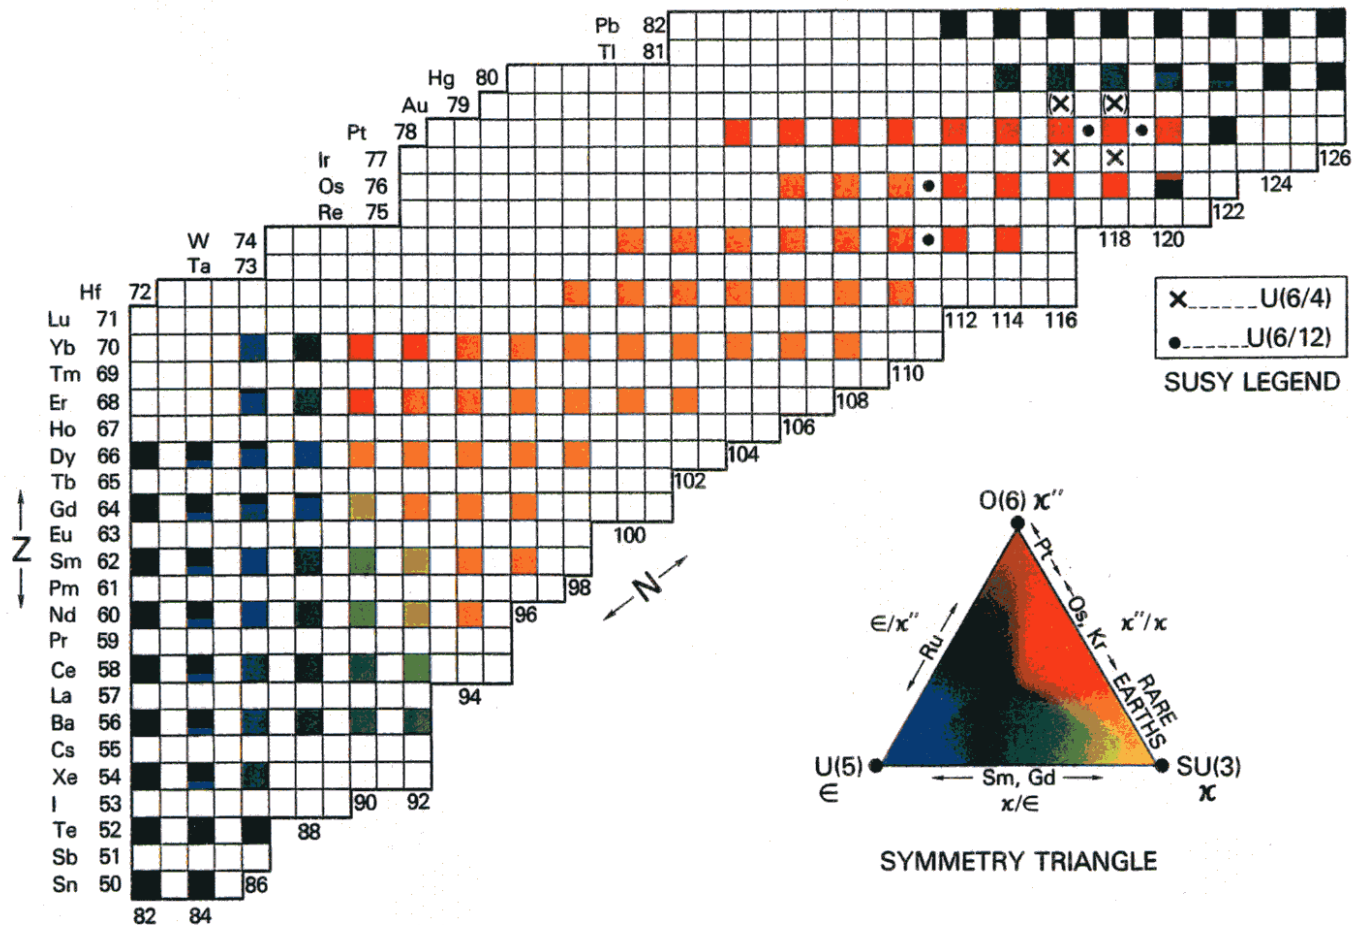 Pb 82
Tl 81
Hg 80
Au 79
Pt 78
Ir 77
Os 76
Re 75
W 74
Ta 73
Hf 72
Lu 71
Yb 70
Tm 69
Er 68
Ho 67
Dy 66
Tb 65
Gd 64
Eu 63
Sm 62
Pm 61
Nd 60
Pr 59
Ce 58
La 57
Ba 56
Cs 55
Xe 54
I 53
Te 52
Sb 51
Sn 50
82 84 86 88 90 92 94 96 98 100 102 104 106 108 110 112 114 116 118 120 122 124 126
Z
N
×------U(6/4)
•------U(6/12)
SUSY LEGEND
O(6) ϰ″
Pt
Os, Kr
RARE EARTHS
ϰ″/ϰ
∈/ϰ″
Ru
U(5)
∈
Sm, Gd
ϰ/∈
SU(3)
ϰ
SYMMETRY TRIANGLE